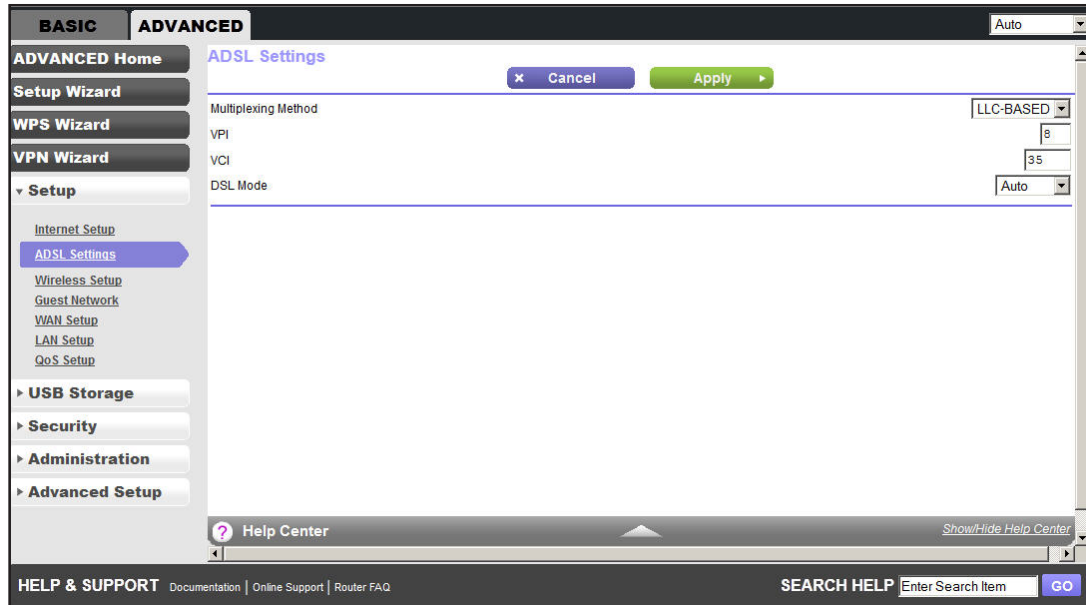 BASIC ADVANCED Auto
ADVANCED Home
Setup Wizard
WPS Wizard
VPN Wizard
Setup
Internet Setup
ADSL Settings
Wireless Setup
Guest Network
WAN Setup
LAN Setup
QoS Setup
USB Storage
Security
Administration
Advanced Setup
ADSL Settings
Cancel Apply
Multiplexing Method LLC-BASED
VPI 8
VCI 35
DSL Mode Auto
? Help Center Show/Hide Help Center
HELP & SUPPORT Documentation | Online Support | Router FAQ SEARCH HELP Enter Search Item GO